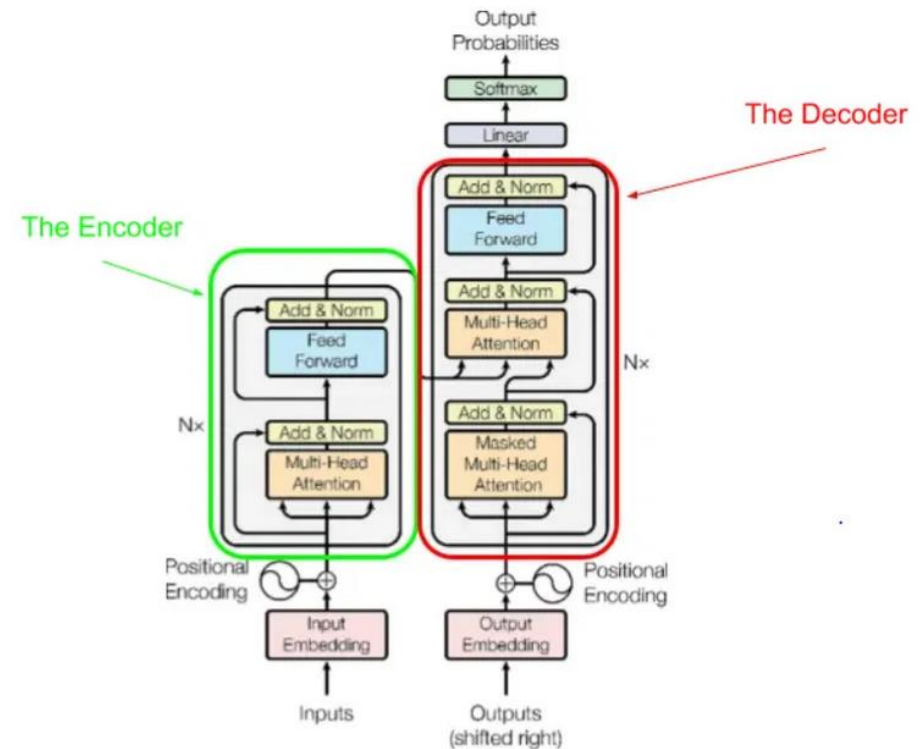 Output
Probabilities
Softmax
Linear
The Decoder
Add & Norm
Feed
Forward
Add & Norm
Multi-Head
Attention
Nx
Add & Norm
Masked
Multi-Head
Attention
The Encoder
Add & Norm
Feed
Forward
Nx
Add & Norm
Multi-Head
Attention
Positional
Encoding
Positional
Encoding
Input
Embedding
Output
Embedding
Inputs
Outputs
(shifted right)